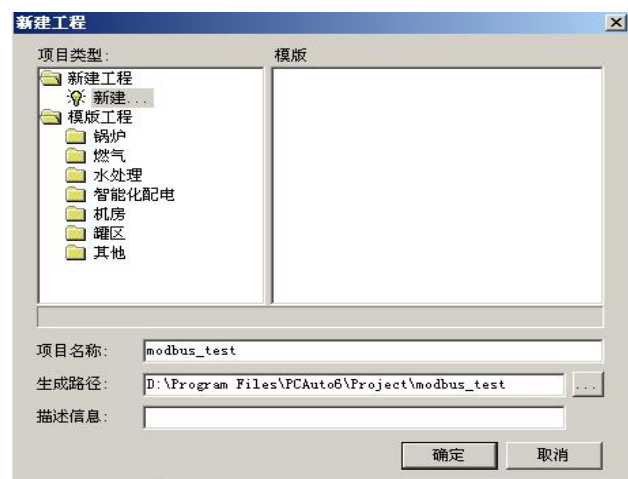 新建工程
项目类型:
模版
新建工程
新建...
模版工程
锅炉
燃气
水处理
智能化配电
机房
罐区
其他
项目名称:
modbus_test
生成路径:
D:\Program Files\PCAuto6\Project\modbus_test
...
描述信息:
确定
取消